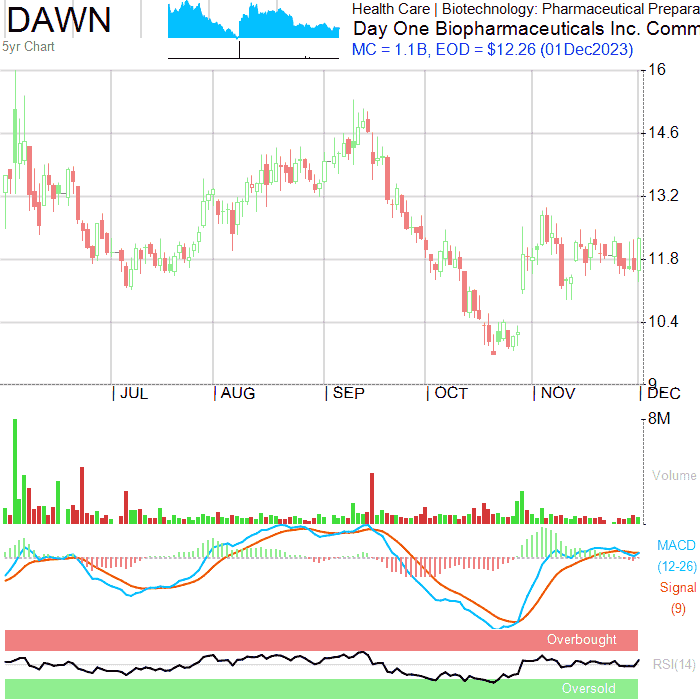 DAWN
5yr Chart
Health Care | Biotechnology: Pharmaceutical Prepara
Day One Biopharmaceuticals Inc. Comm
MC = 1.1B, EOD = $12.26 (01Dec2023)
16
14.6
13.2
11.8
10.4
9
| JUL | AUG | SEP | OCT | NOV | DEC
8M
Volume
MACD
(12-26)
Signal
(9)
Overbought
RSI(14)
Oversold